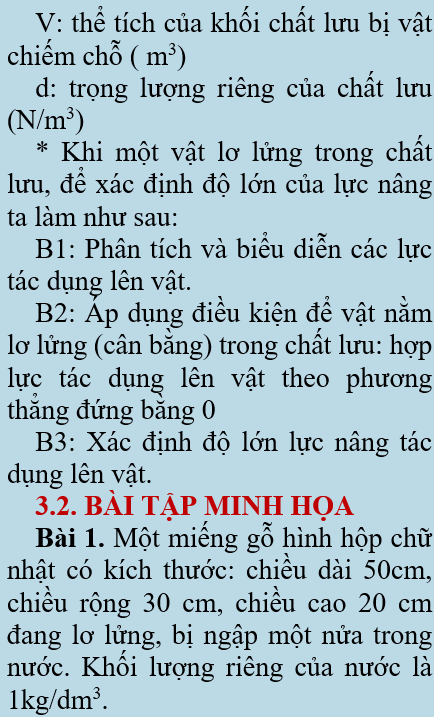 V: thể tích của khối chất lưu bị vật
chiếm chỗ ( m³)
d: trọng lượng riêng của chất lưu
(N/m³)
* Khi một vật lơ lửng trong chất
lưu, để xác định độ lớn của lực nâng
ta làm như sau:
B1: Phân tích và biểu diễn các lực
tác dụng lên vật.
B2: Áp dụng điều kiện để vật nằm
lơ lửng (cân bằng) trong chất lưu: hợp
lực tác dụng lên vật theo phương
thẳng đứng bằng 0
B3: Xác định độ lớn lực nâng tác
dụng lên vật.
3.2. BÀI TẬP MINH HỌA
Bài 1. Một miếng gỗ hình hộp chữ
nhật có kích thước: chiều dài 50cm,
chiều rộng 30 cm, chiều cao 20 cm
đang lơ lửng, bị ngập một nửa trong
nước. Khối lượng riêng của nước là
1kg/dm³.